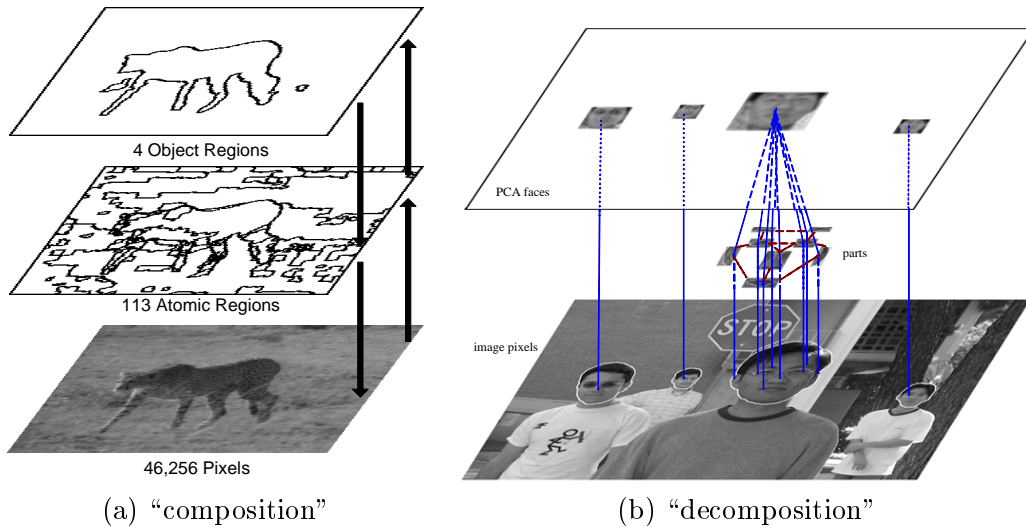 4 Object Regions
113 Atomic Regions
46,256 Pixels
(a) “composition”
PCA faces
parts
image pixels
STOP
(b) “decomposition”